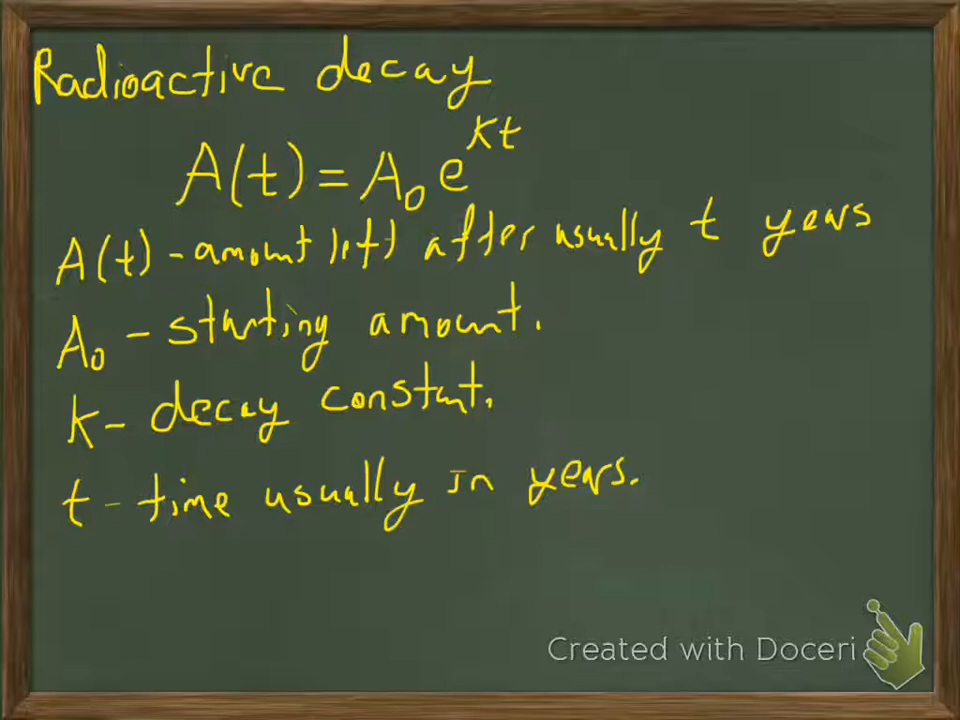 Radioactive decay
A(t) = A₀ e^{kt}
A(t) - amount left after usually t years
A₀ - starting amount.
k - decay constant.
t - time usually in years.
Created with Doceri